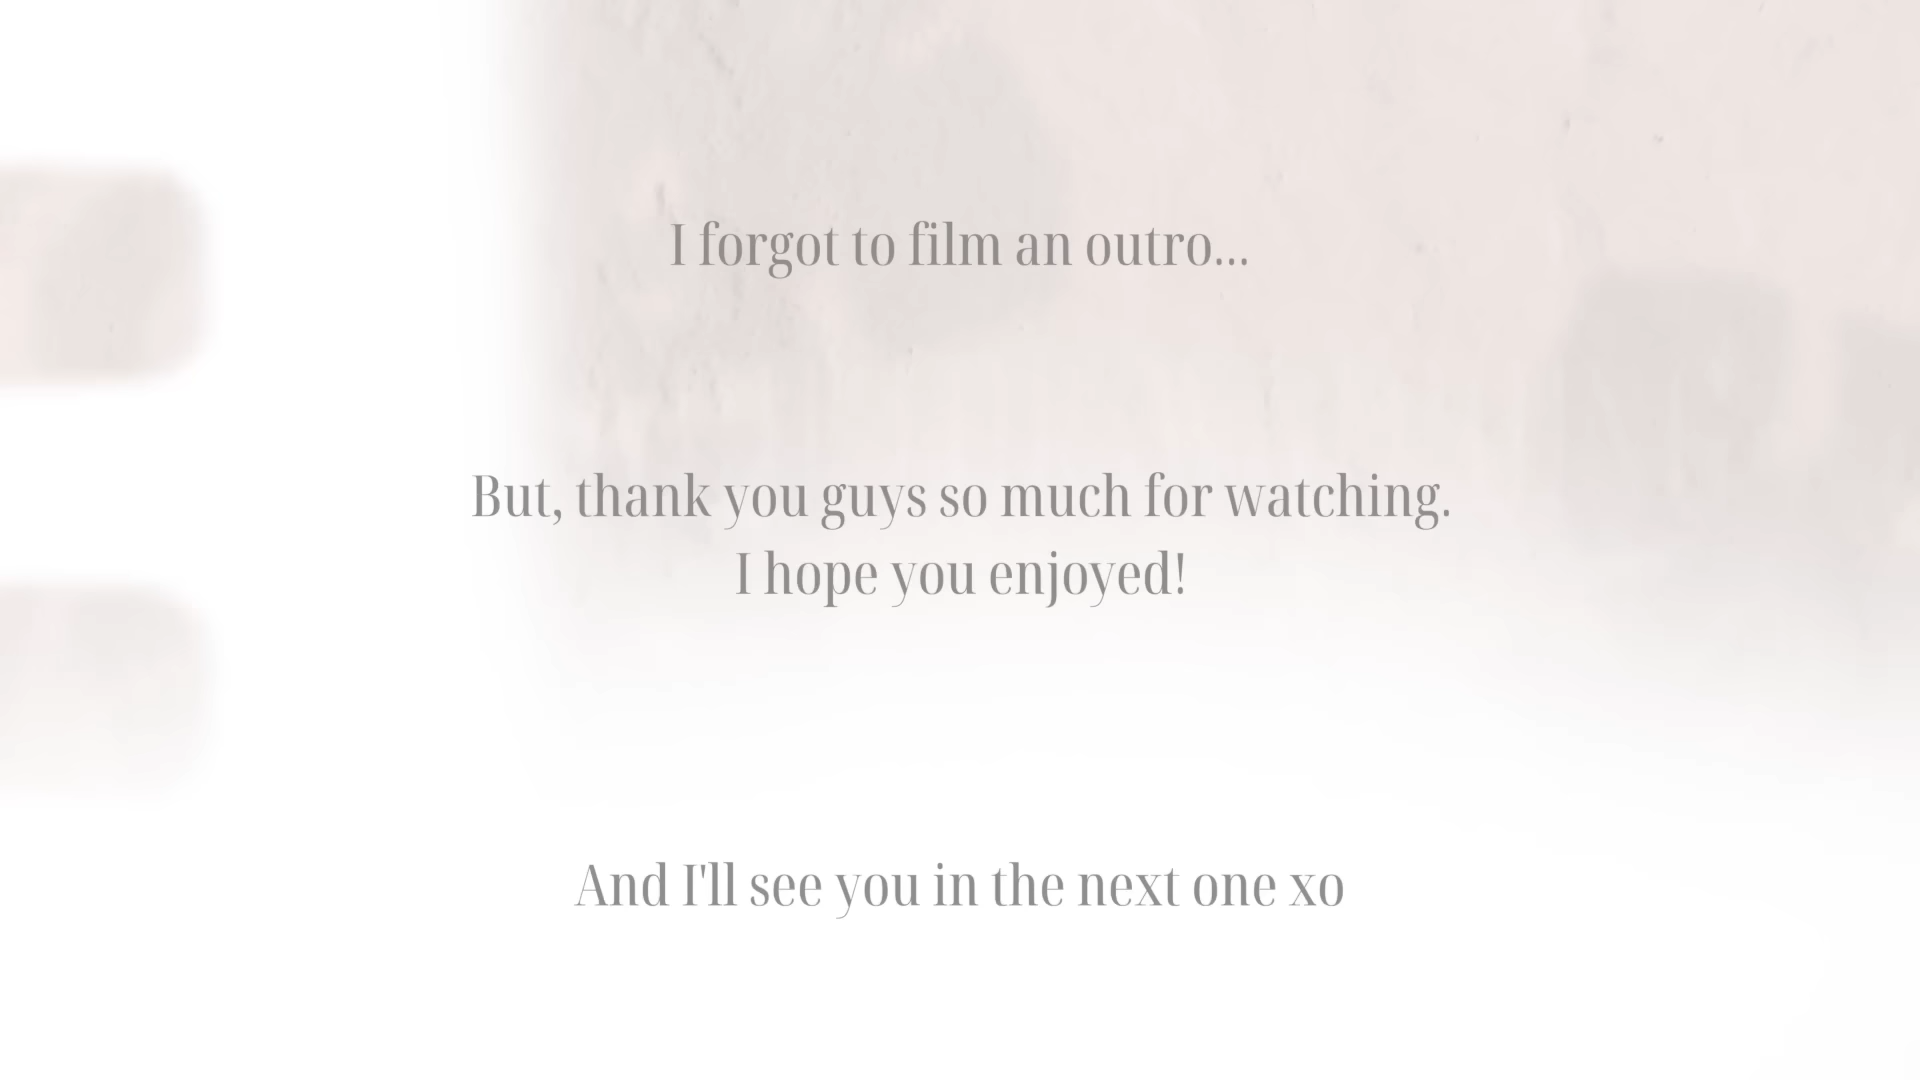 I forgot to film an outro...
But, thank you guys so much for watching.
I hope you enjoyed!
And I'll see you in the next one xo